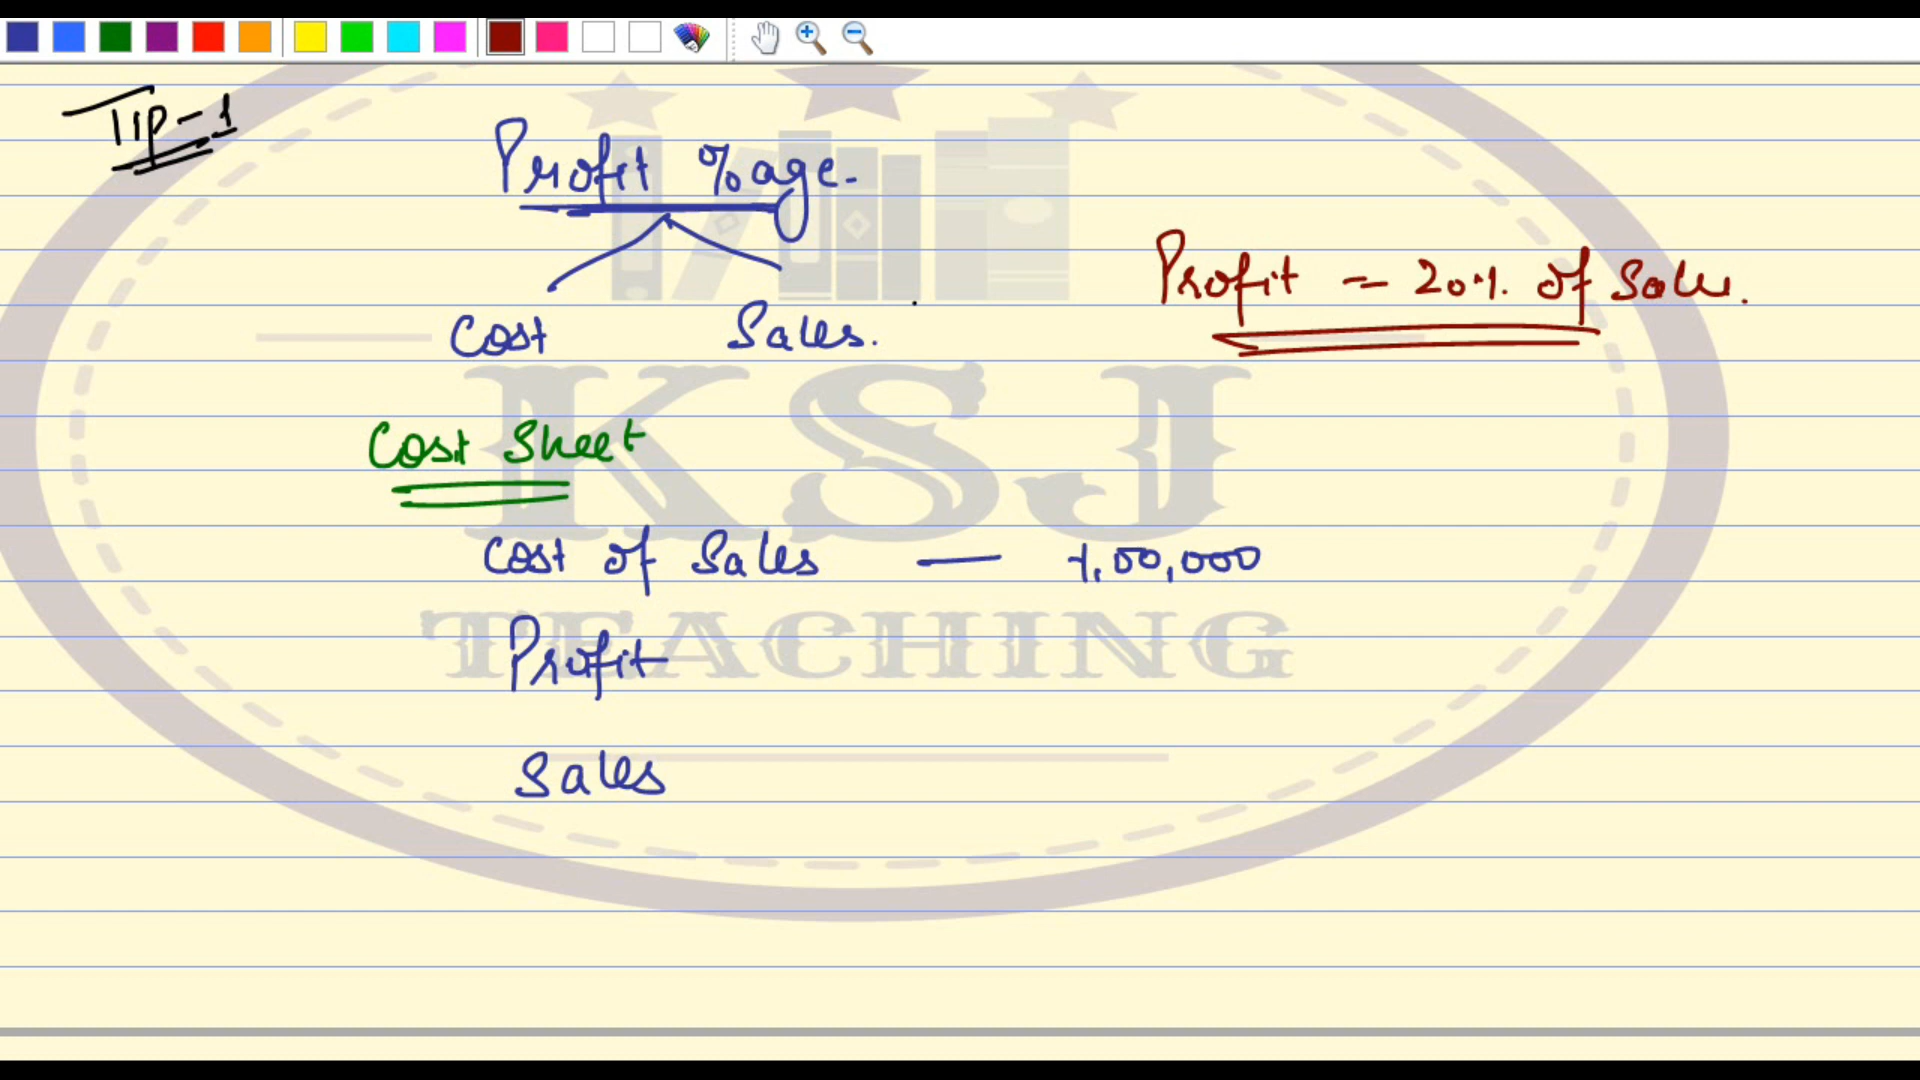 TIP-1
Profit %age.
Cost Sales.
Profit - 20% of Sales.
Cost Sheet
Cost of Sales — 1,00,000
Profit
Sales
KSJ
TEACHING